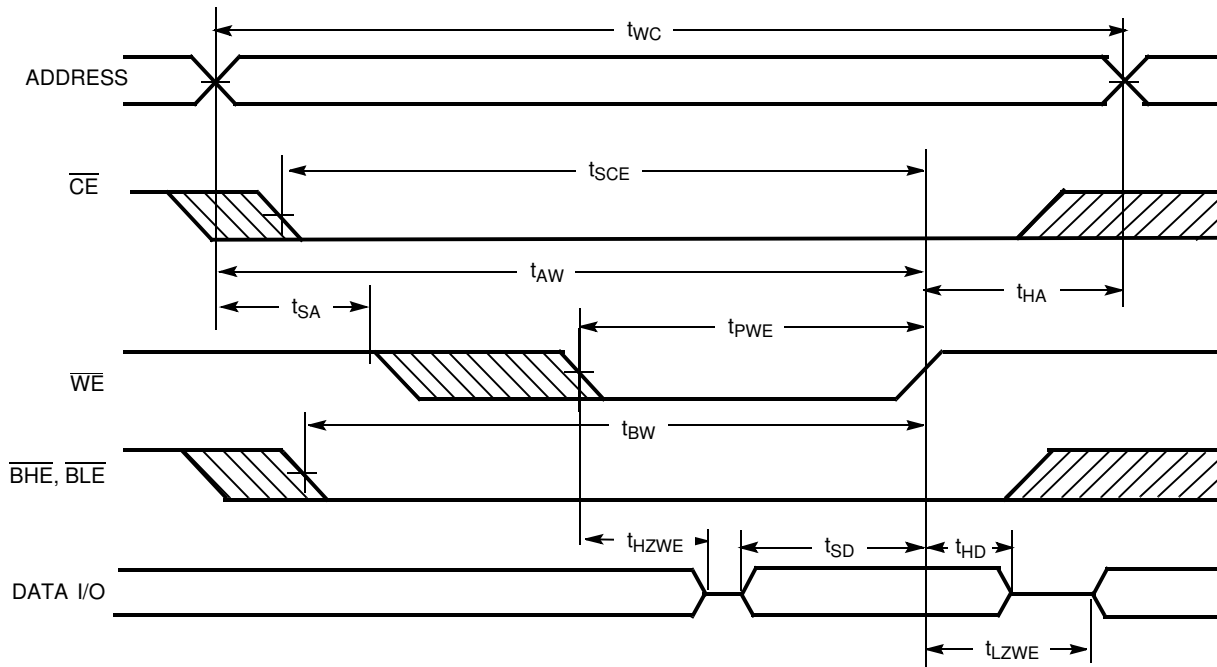 tWC
ADDRESS
CE
tSCE
tAW
tSA
tHA
tPWE
WE
tBW
BHE, BLE
tHZWE
tSD
tHD
DATA I/O
tLZWE